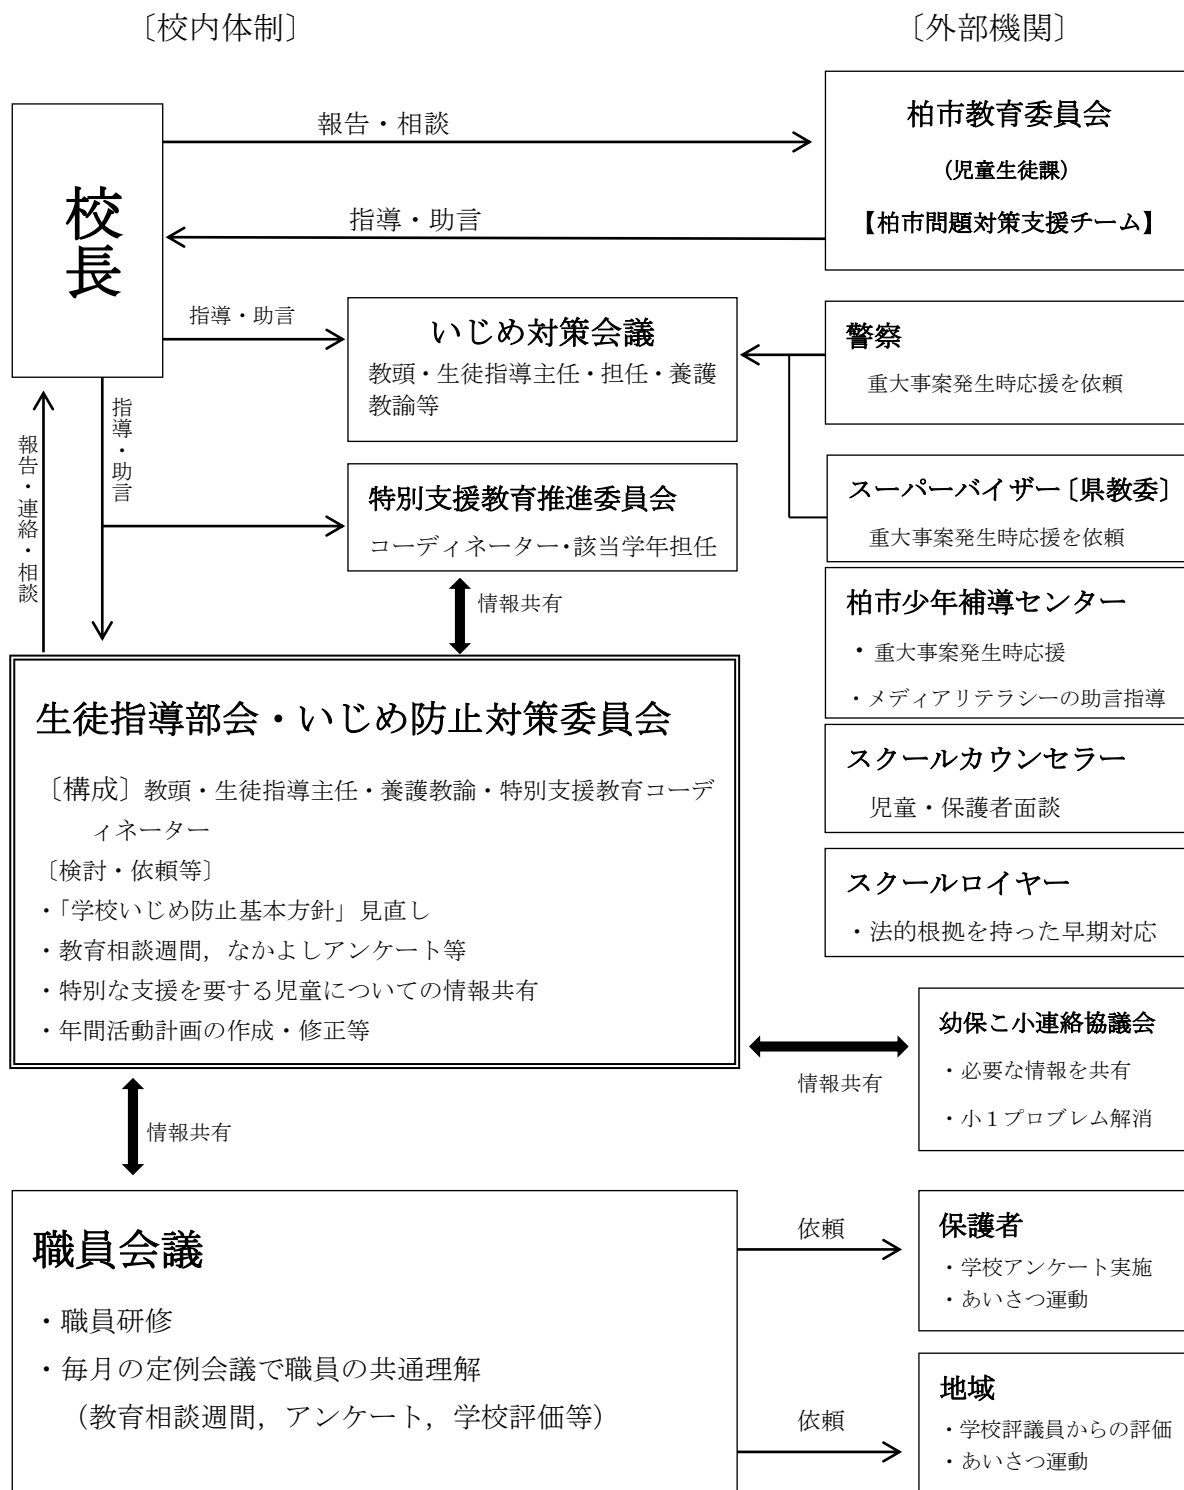 〔校内体制〕
〔外部機関〕
校長
報告・相談
指導・助言
柏市教育委員会
(児童生徒課)
【柏市問題対策支援チーム】
指導・助言
いじめ対策会議
教頭・生徒指導主任・担任・養護
教諭等
警察
重大事案発生時応援を依頼
報告・連絡・相談
指導・助言
特別支援教育推進委員会
コーディネーター・該当学年担任
スーパーバイザー〔県教委〕
重大事案発生時応援を依頼
情報共有
柏市少年補導センター
・重大事案発生時応援
・メディアリテラシーの助言指導
生徒指導部会・いじめ防止対策委員会
〔構成〕教頭・生徒指導主任・養護教諭・特別支援教育コーデ
ィネーター
〔検討・依頼等〕
・「学校いじめ防止基本方針」見直し
・教育相談週間，なかよしアンケート等
・特別な支援を要する児童についての情報共有
・年間活動計画の作成・修正等
スクールカウンセラー
児童・保護者面談
スクールロイヤー
・法的根拠を持った早期対応
情報共有
幼保こ小連絡協議会
・必要な情報を共有
・小１プロブレム解消
情報共有
職員会議
・職員研修
・毎月の定例会議で職員の共通理解
（教育相談週間，アンケート，学校評価等）
依頼
保護者
・学校アンケート実施
・あいさつ運動
依頼
地域
・学校評議員からの評価
・あいさつ運動